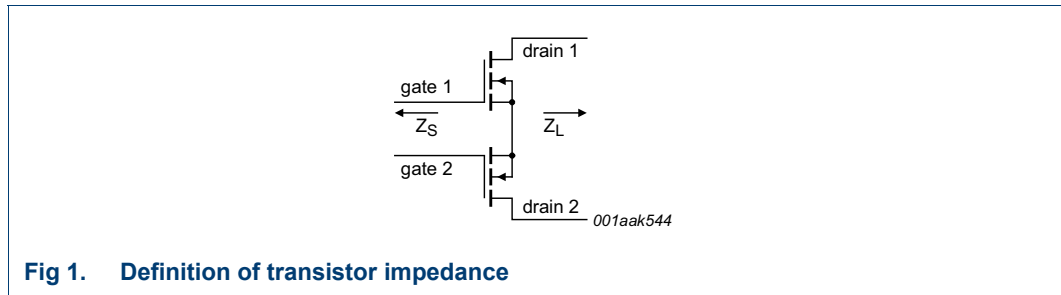 drain 1
gate 1
Z_S
Z_L
gate 2
drain 2
001aak544
Fig 1. Definition of transistor impedance